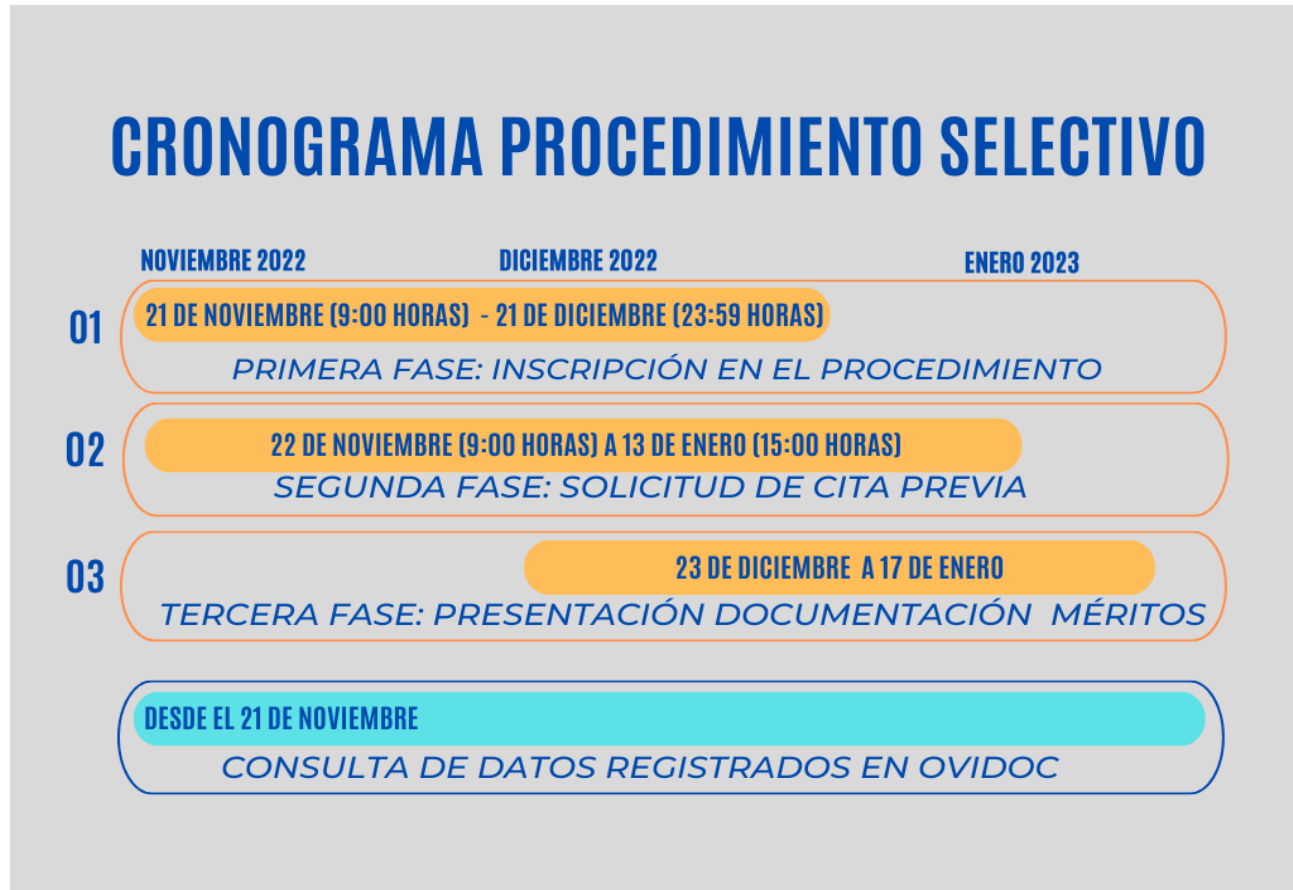 CRONOGRAMA PROCEDIMIENTO SELECTIVO
NOVIEMBRE 2022 DICIEMBRE 2022 ENERO 2023
01
21 DE NOVIEMBRE (9:00 HORAS) - 21 DE DICIEMBRE (23:59 HORAS)
PRIMERA FASE: INSCRIPCIÓN EN EL PROCEDIMIENTO
02
22 DE NOVIEMBRE (9:00 HORAS) A 13 DE ENERO (15:00 HORAS)
SEGUNDA FASE: SOLICITUD DE CITA PREVIA
03
23 DE DICIEMBRE A 17 DE ENERO
TERCERA FASE: PRESENTACIÓN DOCUMENTACIÓN MÉRITOS
DESDE EL 21 DE NOVIEMBRE
CONSULTA DE DATOS REGISTRADOS EN OVIDOC